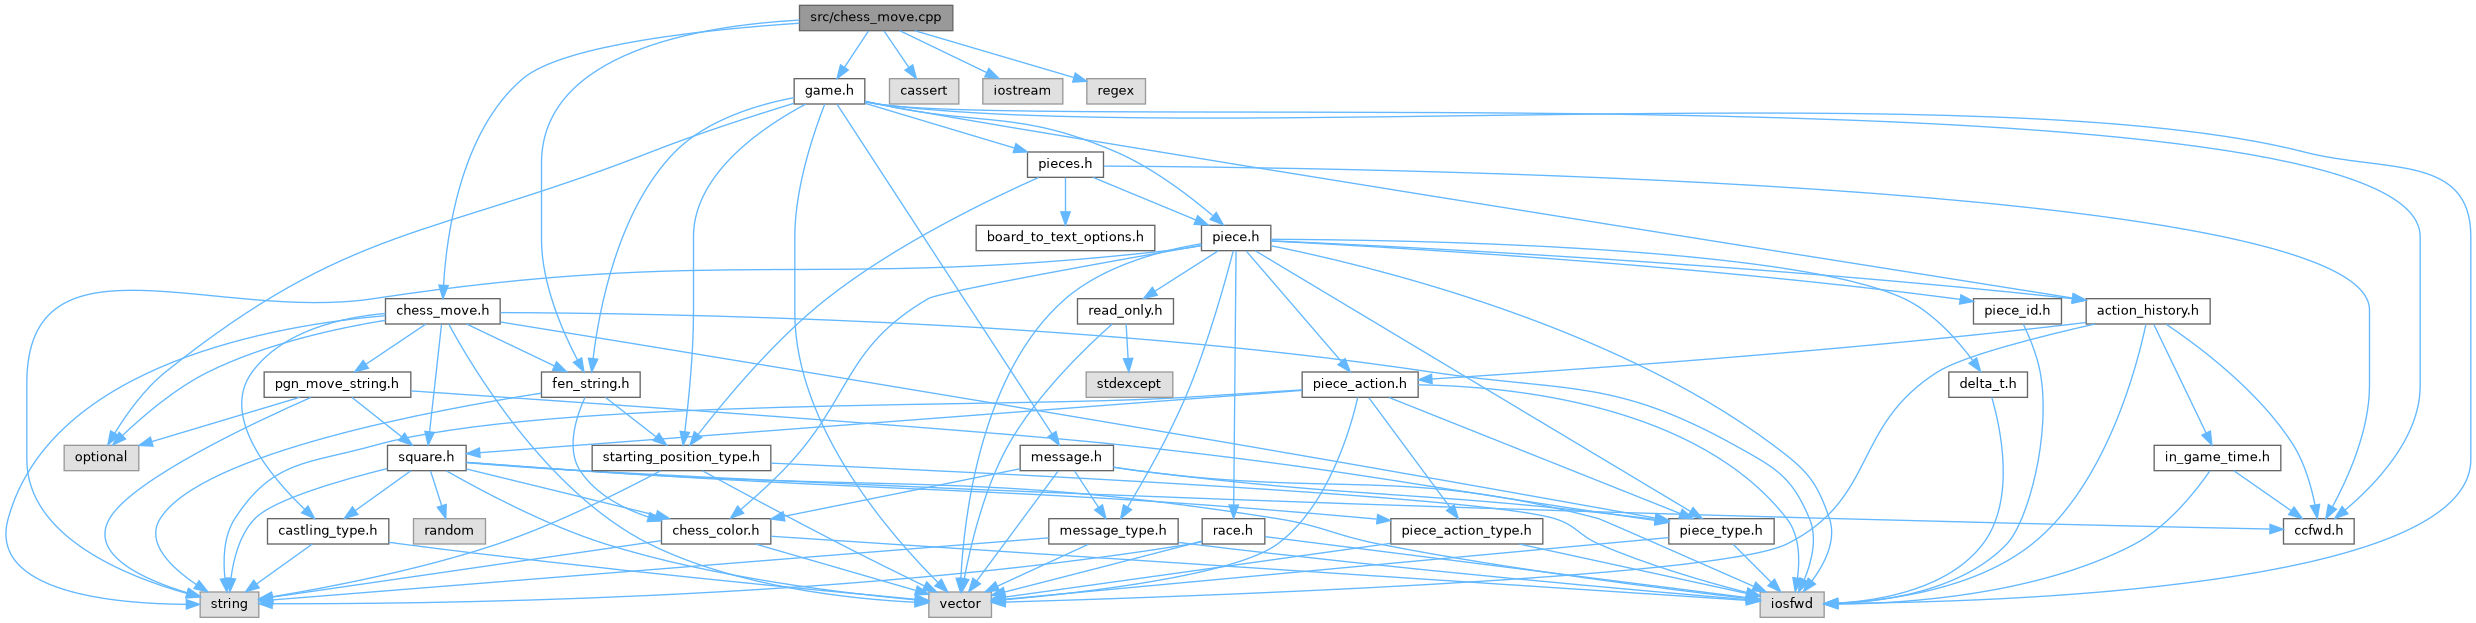 src/chess_move.cpp
game.h
cassert
iostream
regex
pieces.h
board_to_text_options.h
piece.h
chess_move.h
read_only.h
piece_id.h
action_history.h
pgn_move_string.h
fen_string.h
stdexcept
piece_action.h
delta_t.h
optional
square.h
starting_position_type.h
message.h
in_game_time.h
castling_type.h
random
chess_color.h
message_type.h
race.h
piece_action_type.h
piece_type.h
ccfwd.h
string
vector
iosfwd